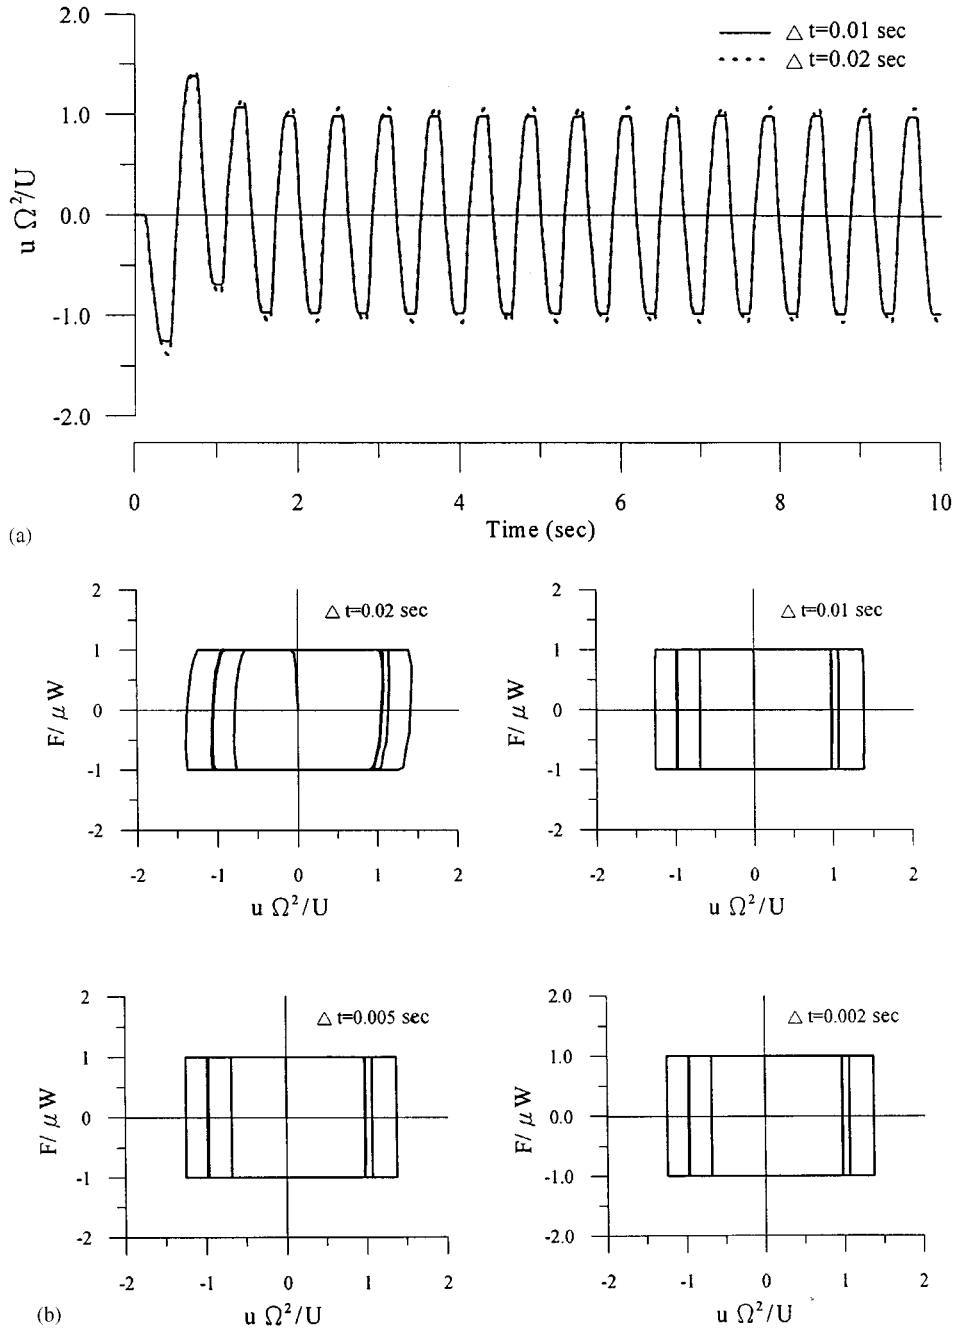 2.0
△ t=0.01 sec
△ t=0.02 sec
1.0
0.0
-1.0
-2.0
u Ω²/U
0 2 4 6 8 10
Time (sec)
(a)
△ t=0.02 sec
2
1
0
-1
-2
F/ μ W
-2 -1 0 1 2
u Ω²/U
△ t=0.01 sec
2
1
0
-1
-2
F/ μ W
-2 -1 0 1 2
u Ω²/U
△ t=0.005 sec
2
1
0
-1
-2
F/ μ W
-2 -1 0 1 2
u Ω²/U
△ t=0.002 sec
2.0
1.0
0.0
-1.0
-2.0
F/ μ W
-2 -1 0 1 2
u Ω²/U
(b)